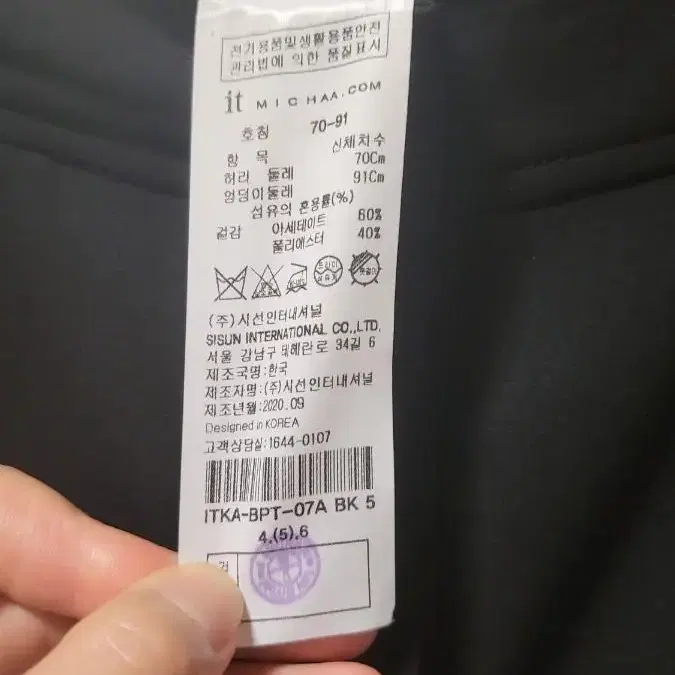 전기용품및생활용품안전
관리법에 의한 품질표시
it MICHAA.COM
호칭 70-91
항 목 신체치수
허리 둘레 70Cm
엉덩이둘레 91Cm
섬유의 혼용률(%)
겉감 아세테이트 60%
폴리에스터 40%
드라이
(주)시선인터내셔널
SISUN INTERNATIONAL CO.,LTD.
서울 강남구 테헤란로 34길 6
제조국명:한국
제조자명:(주)시선인터내셔널
제조년월:2020.09
Designed in KOREA
고객상담실:1644-0107
ITKA-BPT-07A BK 5
4.(5).6